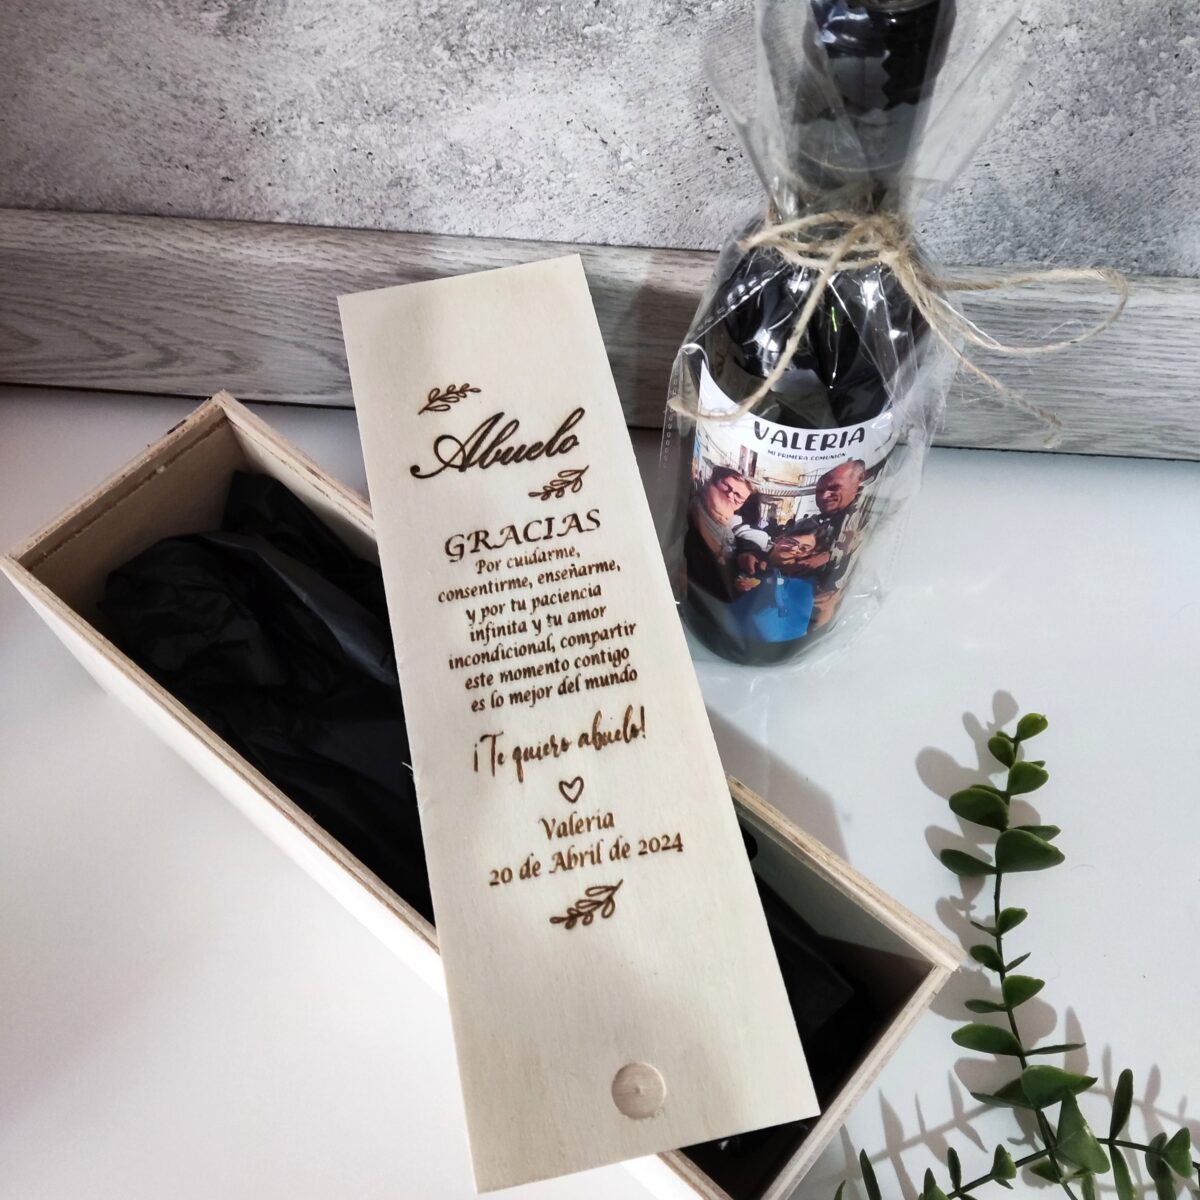 Abuelo
GRACIAS
Por cuidarme,
consentirme, enseñarme,
y por tu paciencia
infinita y tu amor
incondicional, compartir
este momento contigo
es lo mejor del mundo
¡Te quiero abuelo!
Valeria
20 de Abril de 2024
VALERIA
MI PRIMERA COMUNIÓN